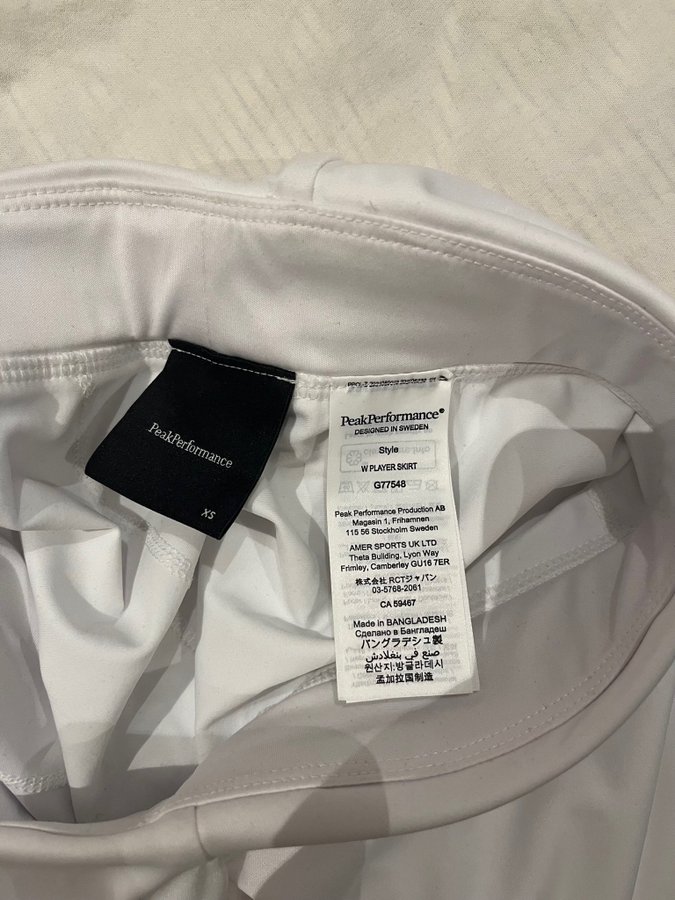 PeakPerformance
XS
PeakPerformance®
DESIGNED IN SWEDEN
Style
W PLAYER SKIRT
G77548
Peak Performance Production AB
Magasin 1, Frihamnen
115 56 Stockholm Sweden
AMER SPORTS UK LTD
Theta Building, Lyon Way
Frimley, Camberley GU16 7ER
株式会社 RCTジャパン
03-5768-2061
CA 59467
Made in BANGLADESH
Сделано в Бангладеш
バングラデシュ製
صنع في بنغلادش
원산지:방글라데시
孟加拉国制造